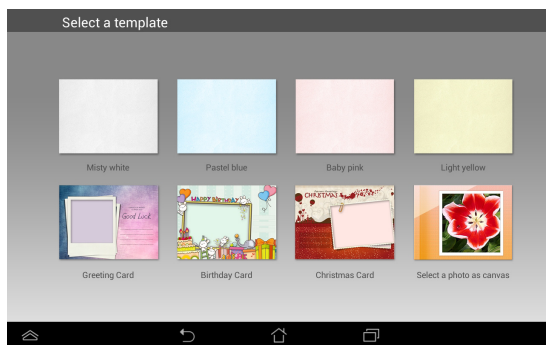 Select a template
Misty white
Pastel blue
Baby pink
Light yellow
Good Luck
HAPPY BIRTHDAY
CHRISTMAS
Greeting Card
Birthday Card
Christmas Card
Select a photo as canvas